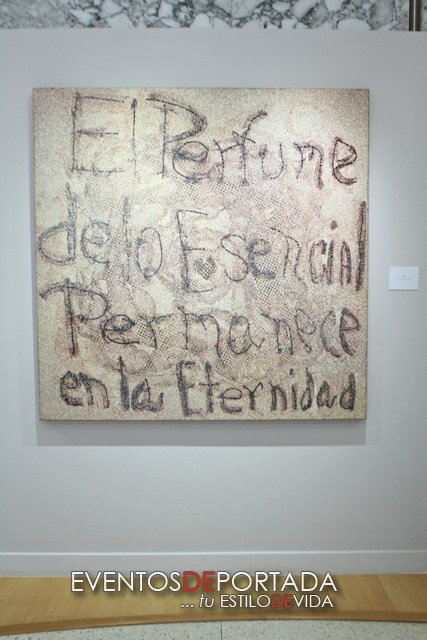 El Perfume
de lo Esencial
Permanece
en la Eternidad
EVENTOSDEPORTADA
... tu ESTILODEVIDA